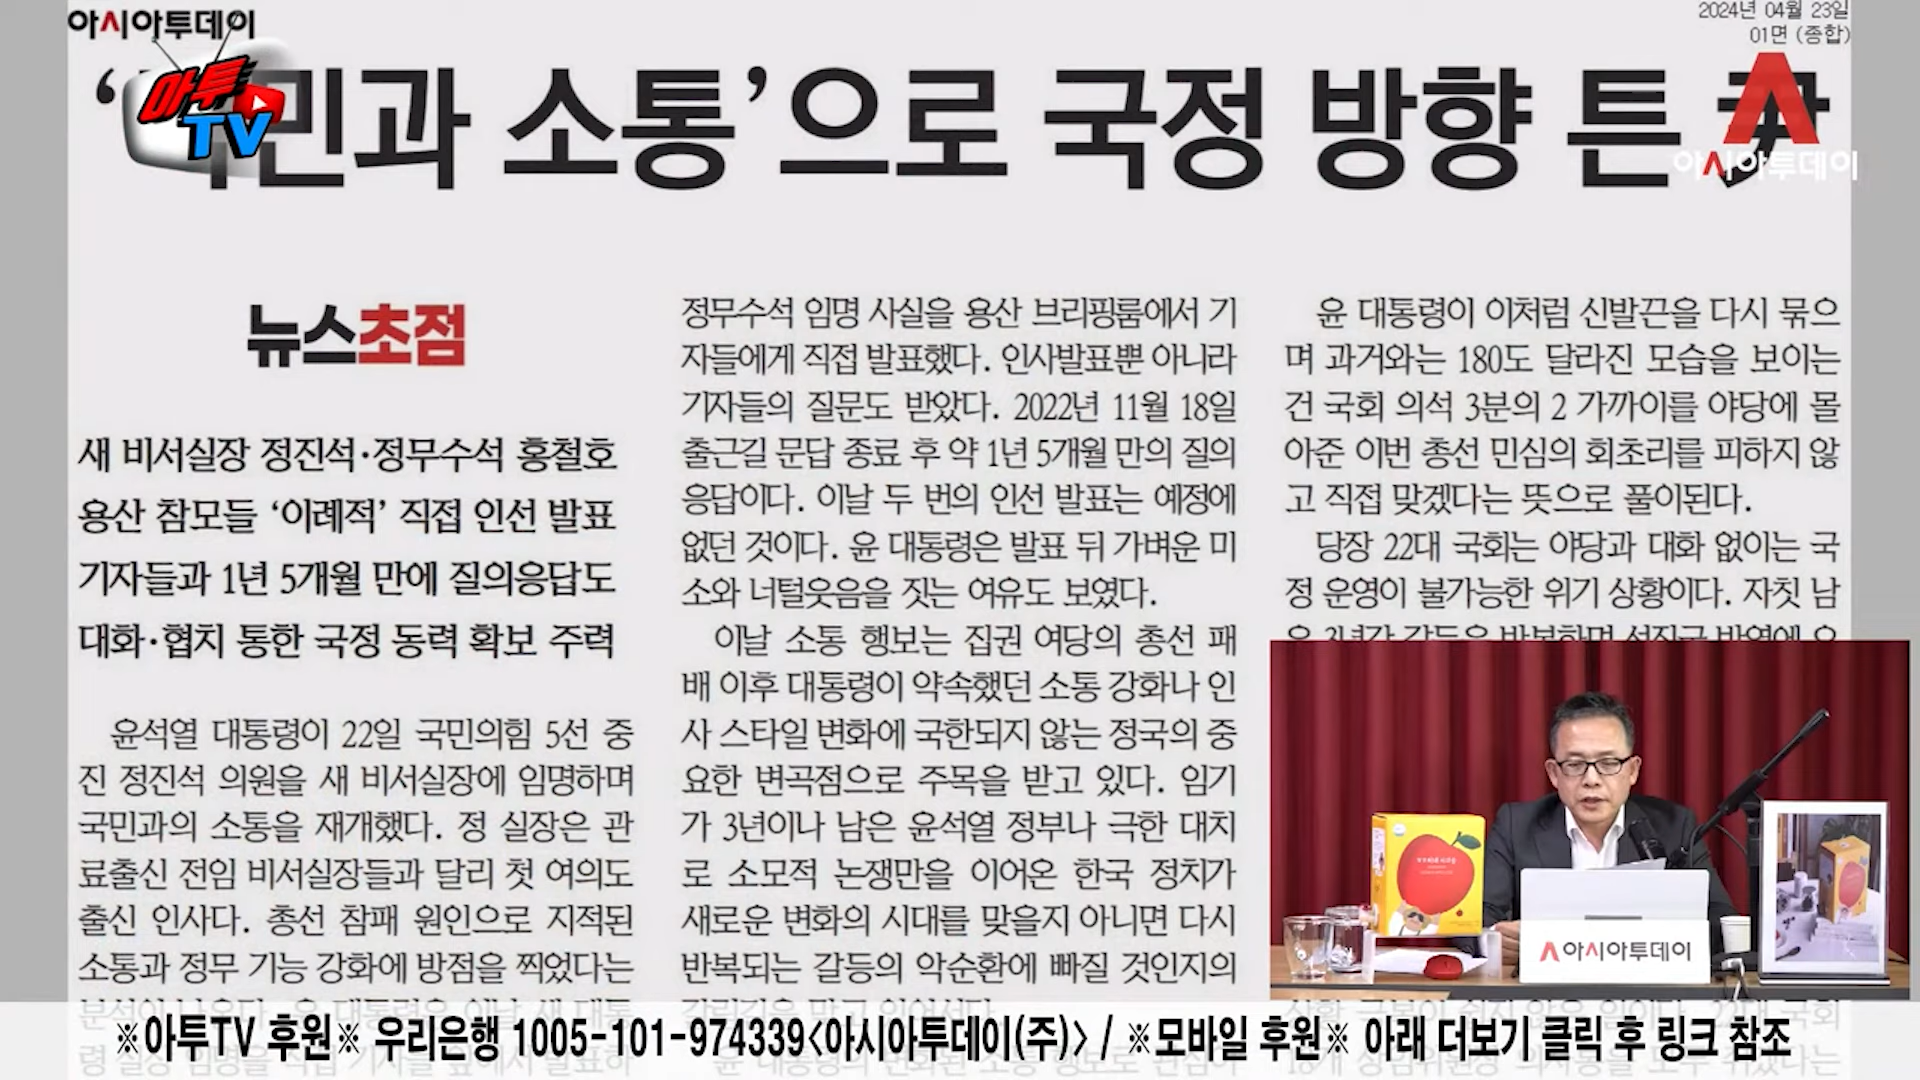 아시아투데이
2024년 04월 23일
01면 (종합)
아투
TV
민과 소통’으로 국정 방향 튼
아시아투데이
뉴스초점
새 비서실장 정진석·정무수석 홍철호
용산 참모들 ‘이례적’ 직접 인선 발표
기자들과 1년 5개월 만에 질의응답도
대화·협치 통한 국정 동력 확보 주력
윤석열 대통령이 22일 국민의힘 5선 중
진 정진석 의원을 새 비서실장에 임명하며
국민과의 소통을 재개했다. 정 실장은 관
료출신 전임 비서실장들과 달리 첫 여의도
출신 인사다. 총선 참패 원인으로 지적된
소통과 정무 기능 강화에 방점을 찍었다는
정무수석 임명 사실을 용산 브리핑룸에서 기
자들에게 직접 발표했다. 인사발표뿐 아니라
기자들의 질문도 받았다. 2022년 11월 18일
출근길 문답 종료 후 약 1년 5개월 만의 질의
응답이다. 이날 두 번의 인선 발표는 예정에
없던 것이다. 윤 대통령은 발표 뒤 가벼운 미
소와 너털웃음을 짓는 여유도 보였다.
이날 소통 행보는 집권 여당의 총선 패
배 이후 대통령이 약속했던 소통 강화나 인
사 스타일 변화에 국한되지 않는 정국의 중
요한 변곡점으로 주목을 받고 있다. 임기
가 3년이나 남은 윤석열 정부나 극한 대치
로 소모적 논쟁만을 이어온 한국 정치가
새로운 변화의 시대를 맞을지 아니면 다시
반복되는 갈등의 악순환에 빠질 것인지의
윤 대통령이 이처럼 신발끈을 다시 묶으
며 과거와는 180도 달라진 모습을 보이는
건 국회 의석 3분의 2 가까이를 야당에 몰
아준 이번 총선 민심의 회초리를 피하지 않
고 직접 맞겠다는 뜻으로 풀이된다.
당장 22대 국회는 야당과 대화 없이는 국
정 운영이 불가능한 위기 상황이다. 자칫 남
아시아투데이
※아투TV 후원※ 우리은행 1005-101-974339<아시아투데이(주)> / ※모바일 후원※ 아래 더보기 클릭 후 링크 참조